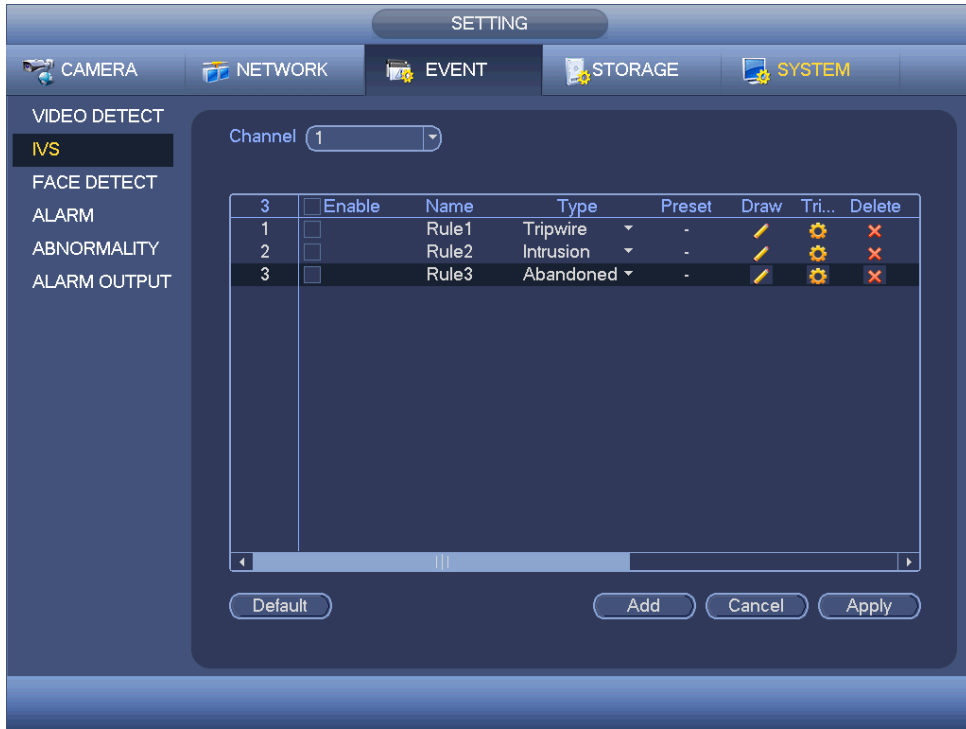 SETTING
CAMERA NETWORK EVENT STORAGE SYSTEM
VIDEO DETECT
IVS
FACE DETECT
ALARM
ABNORMALITY
ALARM OUTPUT
Channel 1
3 Enable Name Type Preset Draw Tri... Delete
1 Rule1 Tripwire -
2 Rule2 Intrusion -
3 Rule3 Abandoned -
Default Add Cancel Apply